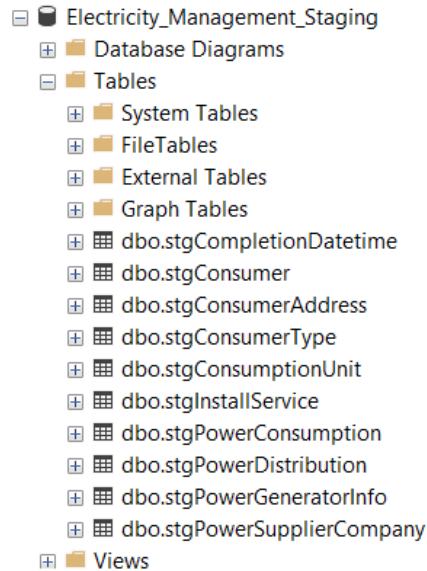 Electricity_Management_Staging
Database Diagrams
Tables
System Tables
FileTables
External Tables
Graph Tables
dbo.stgCompletionDatetime
dbo.stgConsumer
dbo.stgConsumerAddress
dbo.stgConsumerType
dbo.stgConsumptionUnit
dbo.stgInstallService
dbo.stgPowerConsumption
dbo.stgPowerDistribution
dbo.stgPowerGeneratorInfo
dbo.stgPowerSupplierCompany
Views